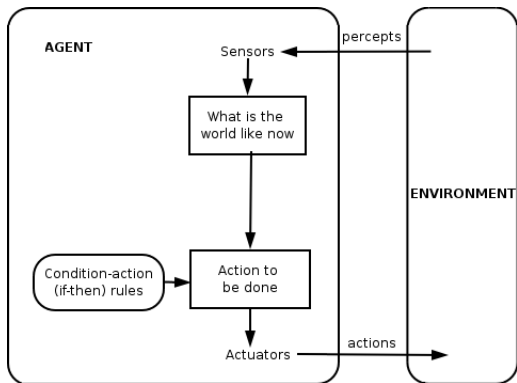 AGENT
Sensors
percepts
What is the
world like now
ENVIRONMENT
Condition-action
(if-then) rules
Action to
be done
Actuators
actions